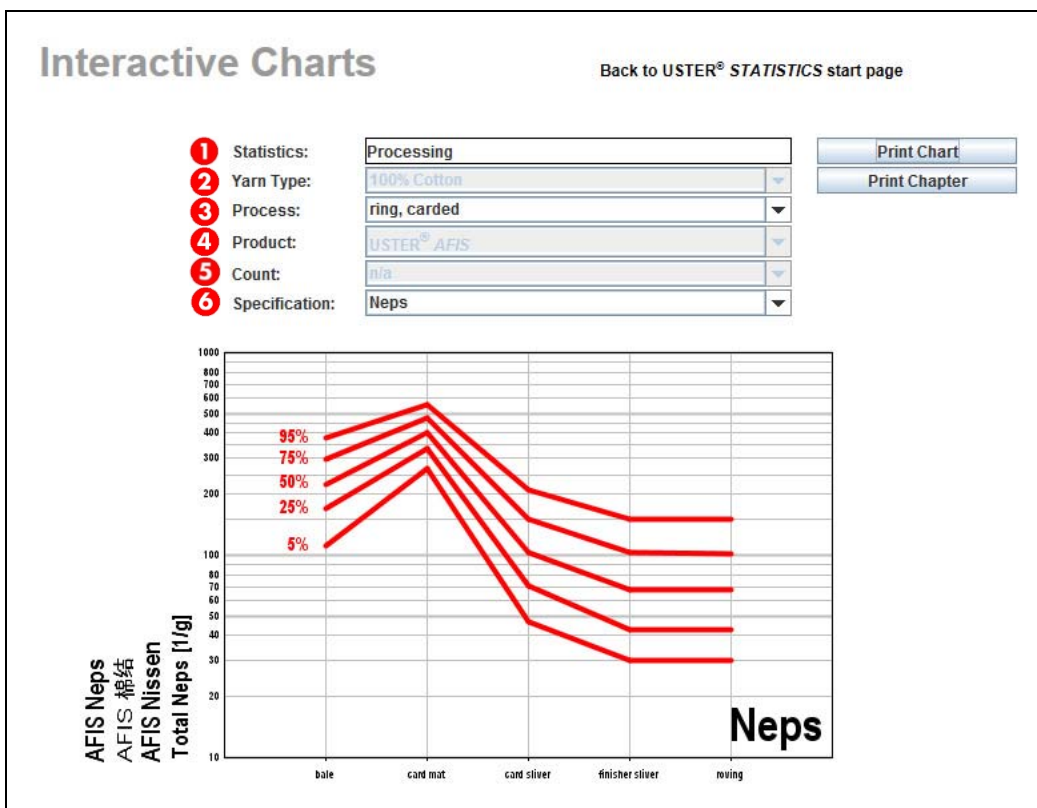 Interactive Charts
Back to USTER® STATISTICS start page
1 Statistics: Processing Print Chart
2 Yarn Type: 100% Cotton Print Chapter
3 Process: ring, carded
4 Product: USTER® AFIS
5 Count: n/a
6 Specification: Neps
1000
800
700
600
500
400
300
200
100
80
70
60
50
40
30
20
10
95%
75%
50%
25%
5%
AFIS Neps
AFIS 棉结
AFIS Nissen
Total Neps [1/g]
Neps
bale card mat card sliver finisher sliver roving